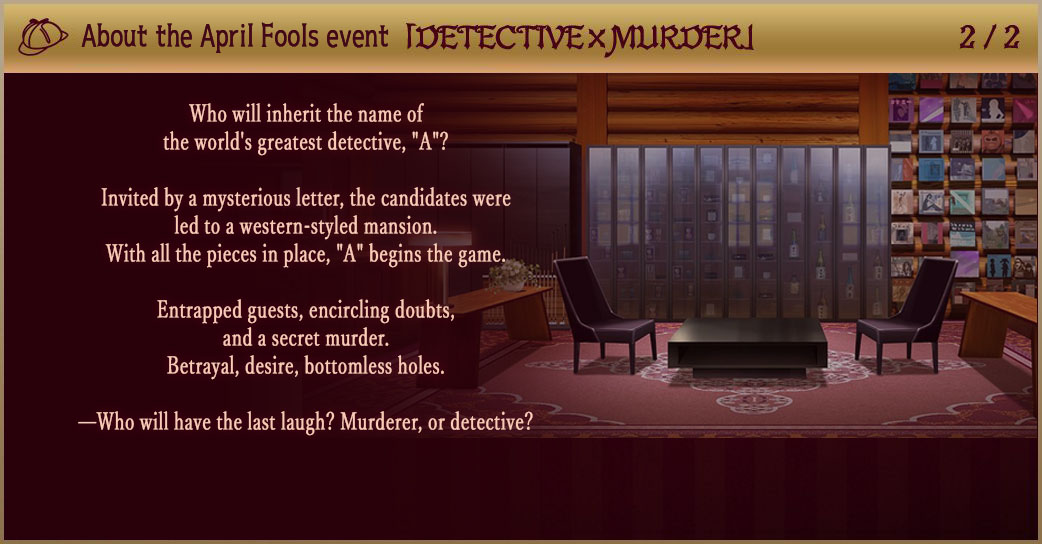 About the April Fools event 「DETECTIVE×MURDER」 2 / 2
Who will inherit the name of
the world's greatest detective, "A"?
Invited by a mysterious letter, the candidates were
led to a western-styled mansion.
With all the pieces in place, "A" begins the game.
Entrapped guests, encircling doubts,
and a secret murder.
Betrayal, desire, bottomless holes.
—Who will have the last laugh? Murderer, or detective?